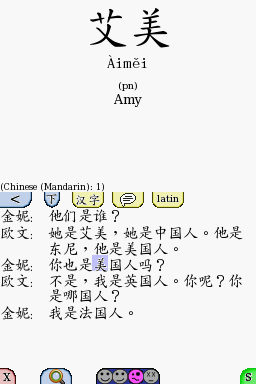 艾美
Àiměi
(pn)
Amy
(Chinese (Mandarin): 1)
< 下 汉字 latin
金妮: 他们是谁？
欧文: 她是艾美，她是中国人。他是
东尼，他是美国人。
金妮: 你也是美国人吗？
欧文: 不是，我是英国人。你呢？你
是哪国人？
金妮: 我是法国人。
X S